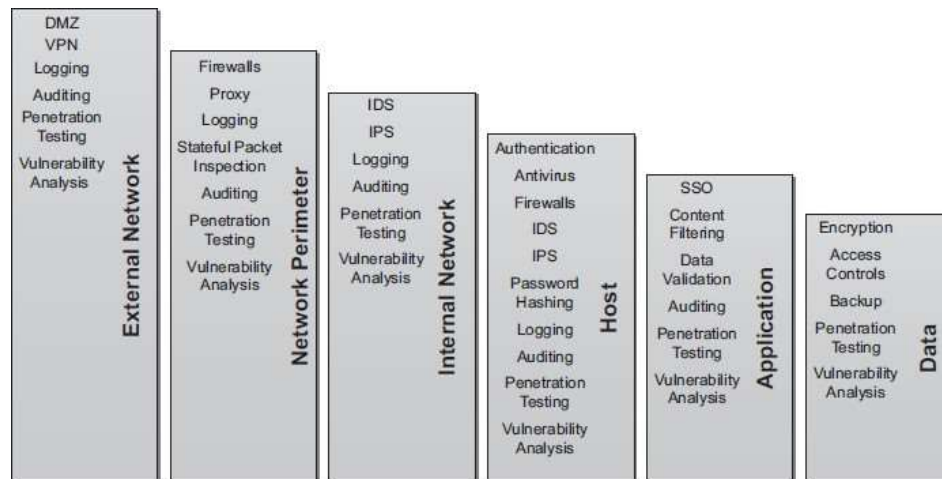 DMZ
VPN
Logging
Auditing
Penetration
Testing
Vulnerability
Analysis
External Network
Firewalls
Proxy
Logging
Stateful Packet
Inspection
Auditing
Penetration
Testing
Vulnerability
Analysis
Network Perimeter
IDS
IPS
Logging
Auditing
Penetration
Testing
Vulnerability
Analysis
Internal Network
Authentication
Antivirus
Firewalls
IDS
IPS
Password
Hashing
Logging
Auditing
Penetration
Testing
Vulnerability
Analysis
Host
SSO
Content
Filtering
Data
Validation
Auditing
Penetration
Testing
Vulnerability
Analysis
Application
Encryption
Access
Controls
Backup
Penetration
Testing
Vulnerability
Analysis
Data